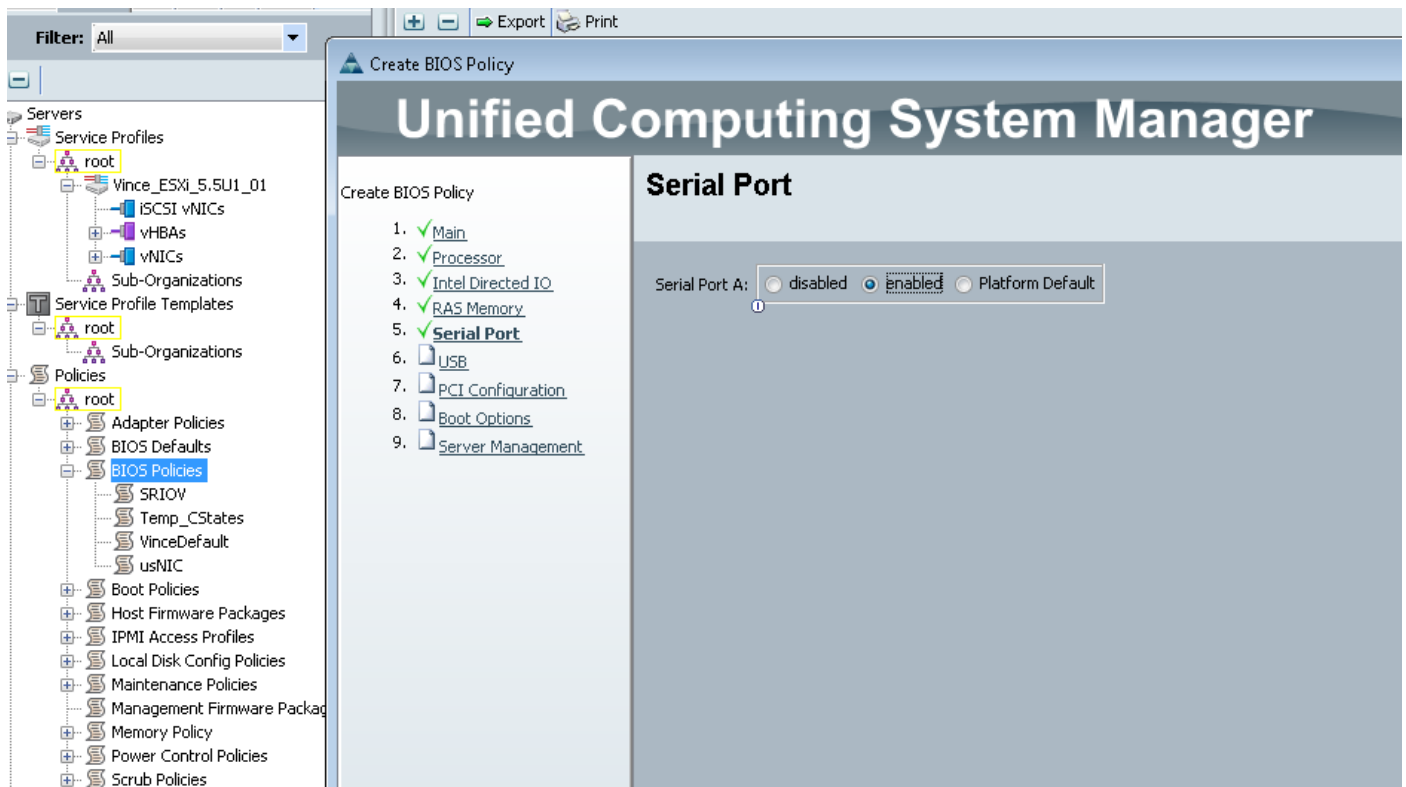 Export Print
Filter: All
Create BIOS Policy
Unified Computing System Manager
Servers
Service Profiles
root
Vince_ESXi_5.5U1_01
iSCSI vNICs
vHBAs
vNICs
Sub-Organizations
Service Profile Templates
root
Sub-Organizations
Policies
root
Adapter Policies
BIOS Defaults
BIOS Policies
SRIOV
Temp_CStates
VinceDefault
usNIC
Boot Policies
Host Firmware Packages
IPMI Access Profiles
Local Disk Config Policies
Maintenance Policies
Management Firmware Packag
Memory Policy
Power Control Policies
Scrub Policies
Create BIOS Policy
1. Main
2. Processor
3. Intel Directed IO
4. RAS Memory
5. Serial Port
6. USB
7. PCI Configuration
8. Boot Options
9. Server Management
Serial Port
Serial Port A: disabled enabled Platform Default